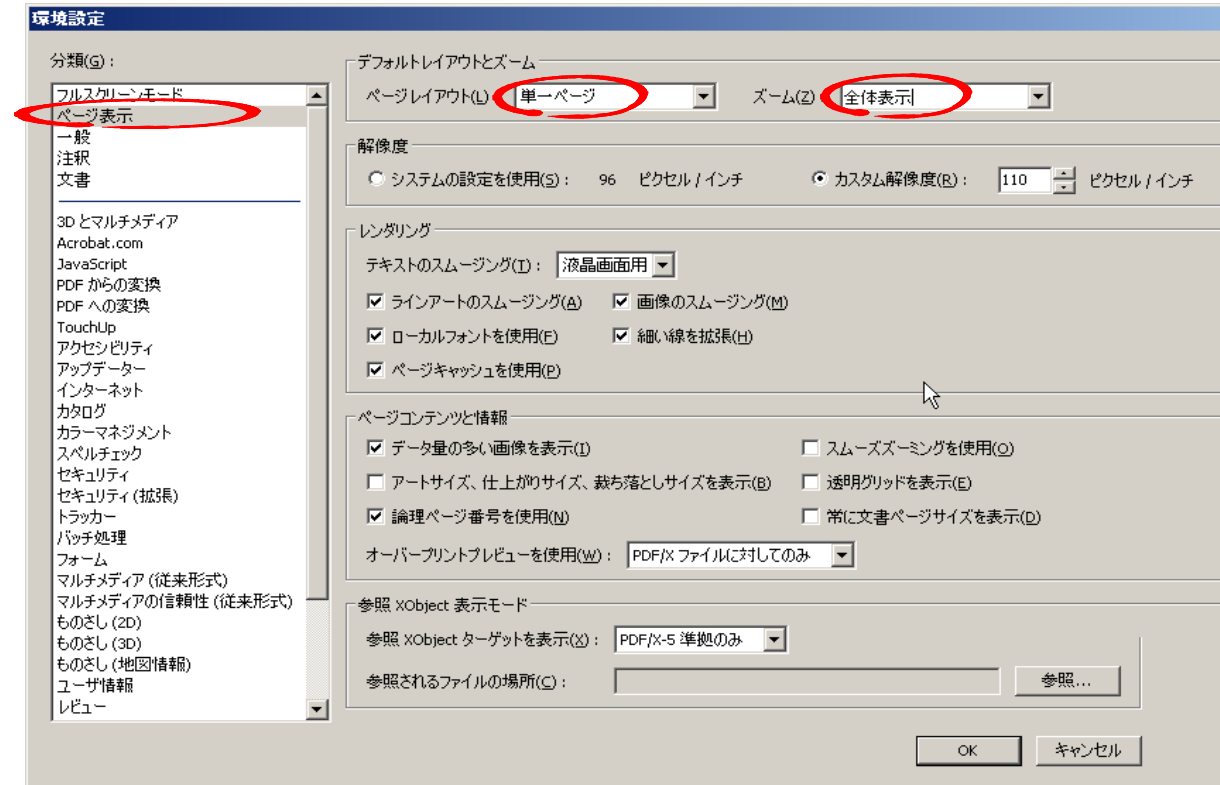 環境設定
分類(G):
フルスクリーンモード
ページ表示
一般
注釈
文書
3D とマルチメディア
Acrobat.com
JavaScript
PDF からの変換
PDF への変換
TouchUp
アクセシビリティ
アップデーター
インターネット
カタログ
カラーマネジメント
スペルチェック
セキュリティ
セキュリティ (拡張)
トラッカー
バッチ処理
フォーム
マルチメディア (従来形式)
マルチメディアの信頼性 (従来形式)
ものさし (2D)
ものさし (3D)
ものさし (地図情報)
ユーザ情報
レビュー
デフォルトレイアウトとズーム
ページレイアウト(L) 単一ページ ズーム(Z) 全体表示
解像度
システムの設定を使用(S): 96 ピクセル / インチ カスタム解像度(R): 110 ピクセル / インチ
レンダリング
テキストのスムージング(T): 液晶画面用
ラインアートのスムージング(A) 画像のスムージング(M)
ローカルフォントを使用(F) 細い線を拡張(H)
ページキャッシュを使用(P)
ページコンテンツと情報
データ量の多い画像を表示(I) スムーズズーミングを使用(O)
アートサイズ、仕上がりサイズ、裁ち落としサイズを表示(B) 透明グリッドを表示(E)
論理ページ番号を使用(N) 常に文書ページサイズを表示(D)
オーバープリントプレビューを使用(W): PDF/X ファイルに対してのみ
参照 XObject 表示モード
参照 XObject ターゲットを表示(X): PDF/X-5 準拠のみ
参照されるファイルの場所(C): 参照...
OK キャンセル